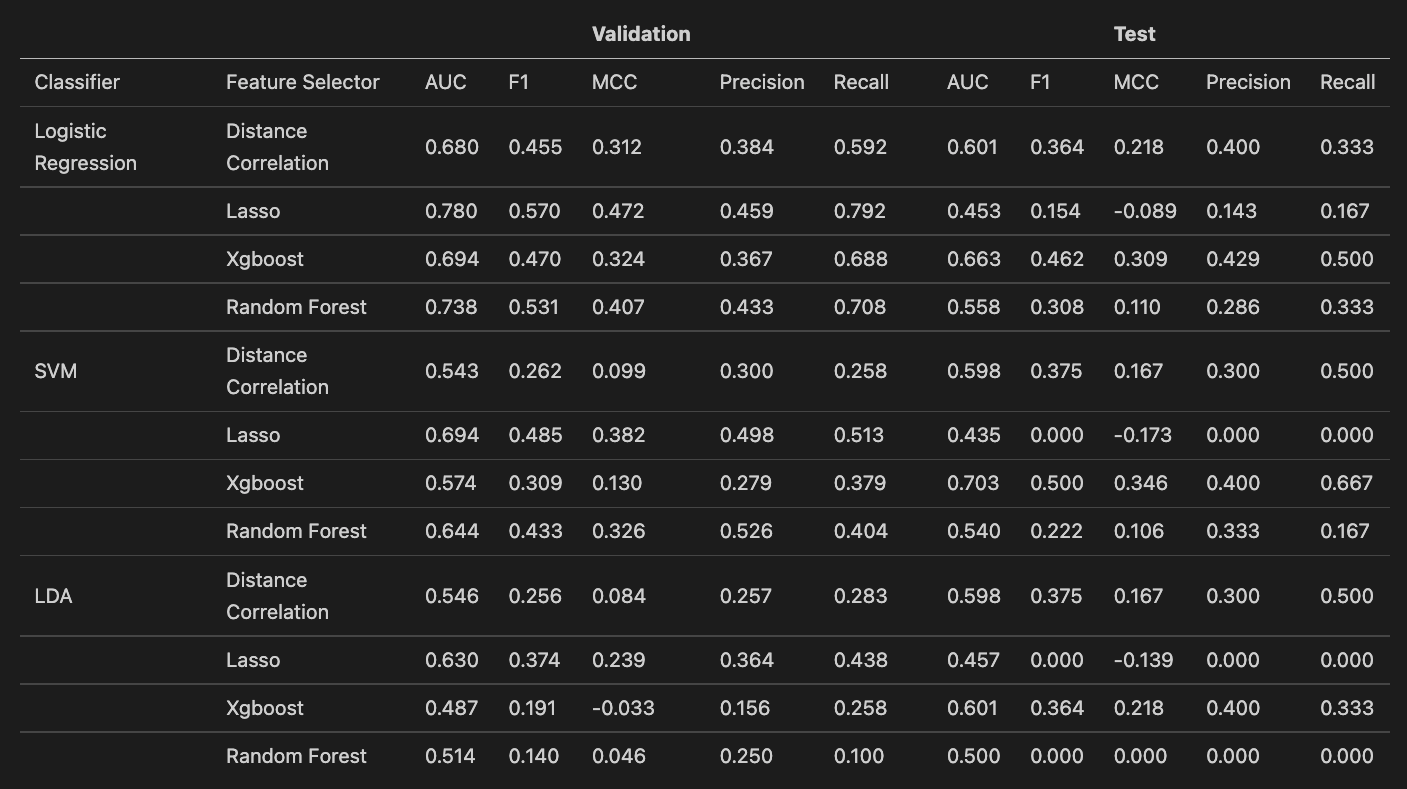 Validation Test
Classifier Feature Selector AUC F1 MCC Precision Recall AUC F1 MCC Precision Recall
Logistic Regression Distance Correlation 0.680 0.455 0.312 0.384 0.592 0.601 0.364 0.218 0.400 0.333
Lasso 0.780 0.570 0.472 0.459 0.792 0.453 0.154 -0.089 0.143 0.167
Xgboost 0.694 0.470 0.324 0.367 0.688 0.663 0.462 0.309 0.429 0.500
Random Forest 0.738 0.531 0.407 0.433 0.708 0.558 0.308 0.110 0.286 0.333
SVM Distance Correlation 0.543 0.262 0.099 0.300 0.258 0.598 0.375 0.167 0.300 0.500
Lasso 0.694 0.485 0.382 0.498 0.513 0.435 0.000 -0.173 0.000 0.000
Xgboost 0.574 0.309 0.130 0.279 0.379 0.703 0.500 0.346 0.400 0.667
Random Forest 0.644 0.433 0.326 0.526 0.404 0.540 0.222 0.106 0.333 0.167
LDA Distance Correlation 0.546 0.256 0.084 0.257 0.283 0.598 0.375 0.167 0.300 0.500
Lasso 0.630 0.374 0.239 0.364 0.438 0.457 0.000 -0.139 0.000 0.000
Xgboost 0.487 0.191 -0.033 0.156 0.258 0.601 0.364 0.218 0.400 0.333
Random Forest 0.514 0.140 0.046 0.250 0.100 0.500 0.000 0.000 0.000 0.000